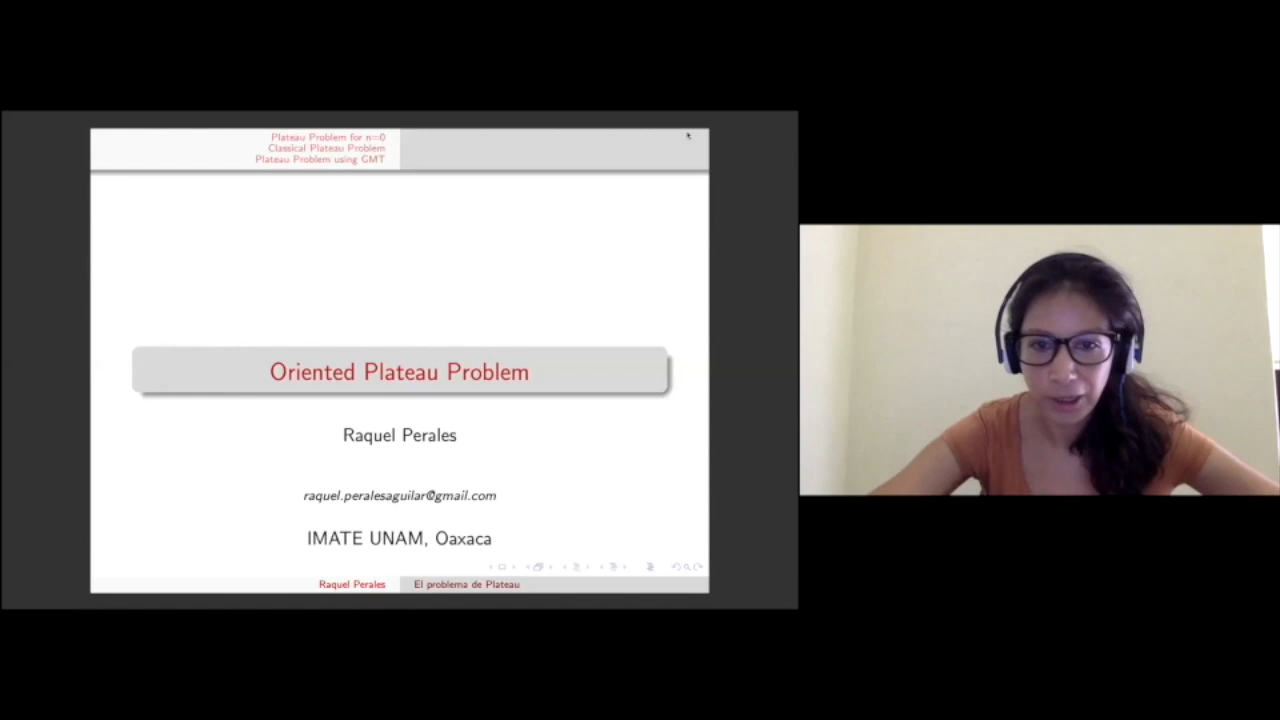 Plateau Problem for n=0
Classical Plateau Problem
Plateau Problem using GMT
Oriented Plateau Problem
Raquel Perales
raquel.peralesaguilar@gmail.com
IMATE UNAM, Oaxaca
Raquel Perales
El problema de Plateau